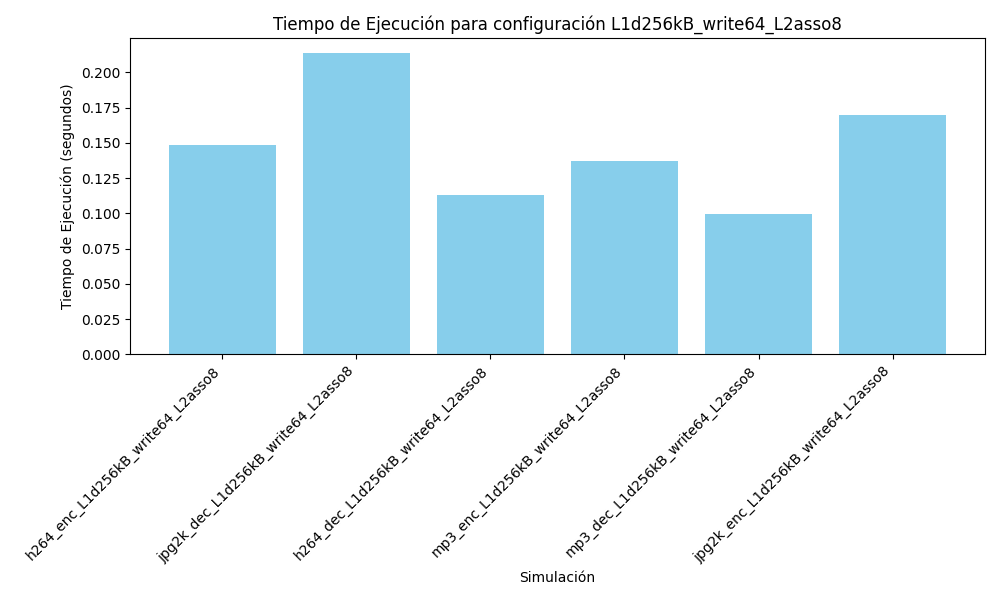 Tiempo de Ejecución para configuración L1d256kB_write64_L2asso8
Tiempo de Ejecución (segundos)
0.200
0.175
0.150
0.125
0.100
0.075
0.050
0.025
0.000
h264_enc_L1d256kB_write64_L2asso8
jpg2k_dec_L1d256kB_write64_L2asso8
h264_dec_L1d256kB_write64_L2asso8
mp3_enc_L1d256kB_write64_L2asso8
mp3_dec_L1d256kB_write64_L2asso8
jpg2k_enc_L1d256kB_write64_L2asso8
Simulación